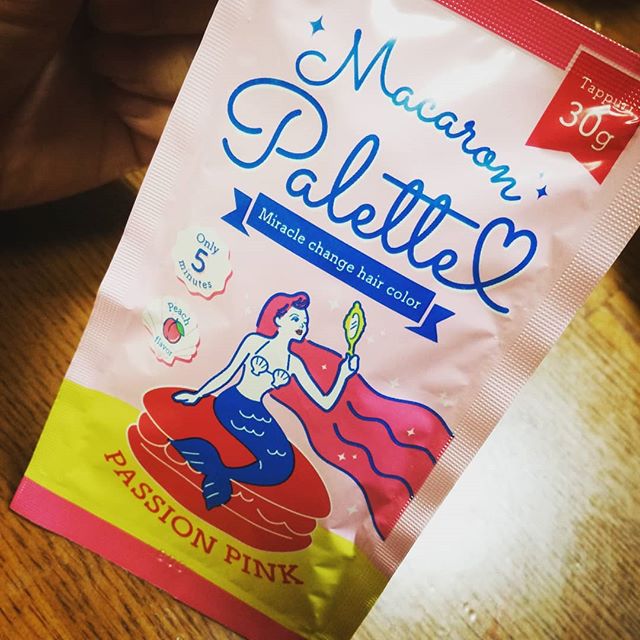 Macaron
Palette
Miracle change hair color
30g
Only
5
minutes
Peach
flavor
PASSION PINK